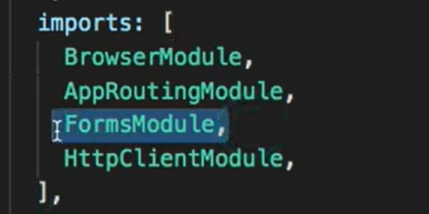 imports: [
BrowserModule,
AppRoutingModule,
FormsModule,
HttpClientModule,
],